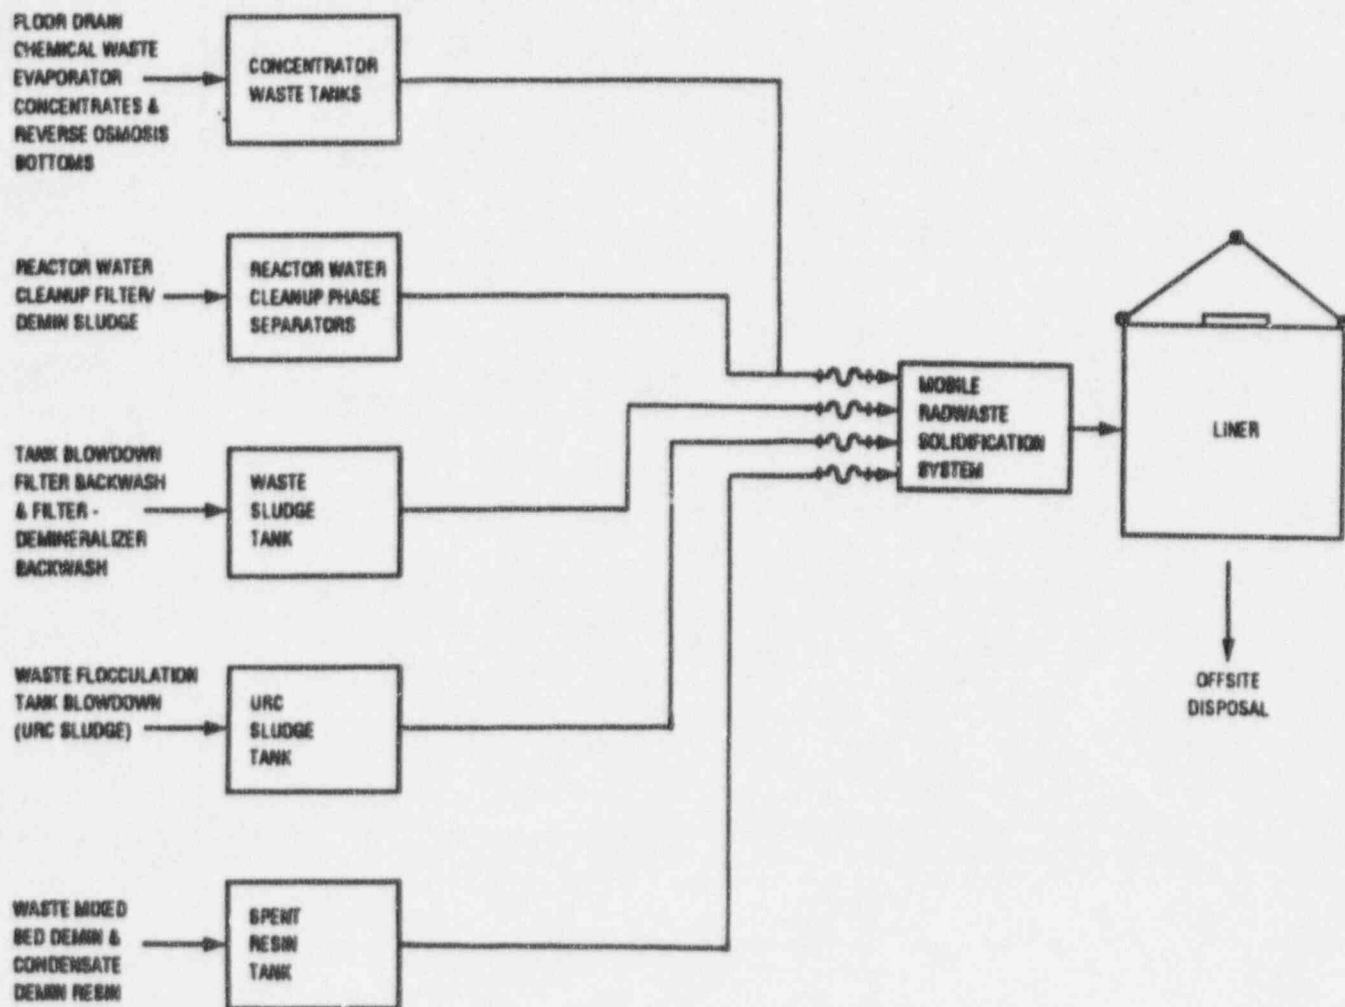 FLOOR DRAIN
CHEMICAL WASTE
EVAPORATOR
CONCENTRATES &
REVERSE OSMOSIS
BOTTOMS
CONCENTRATOR
WASTE TANKS
REACTOR WATER
CLEANUP FILTER/
DEMIN SLUDGE
REACTOR WATER
CLEANUP PHASE
SEPARATORS
TANK BLOWDOWN
FILTER BACKWASH
& FILTER -
DEMINERALIZER
BACKWASH
WASTE
SLUDGE
TANK
WASTE FLOCCULATION
TANK BLOWDOWN
(URC SLUDGE)
URC
SLUDGE
TANK
WASTE MIXED
BED DEMIN &
CONDENSATE
DEMIN RESIN
SPENT
RESIN
TANK
MOBILE
RADWASTE
SOLIDIFICATION
SYSTEM
LINER
OFFSITE
DISPOSAL